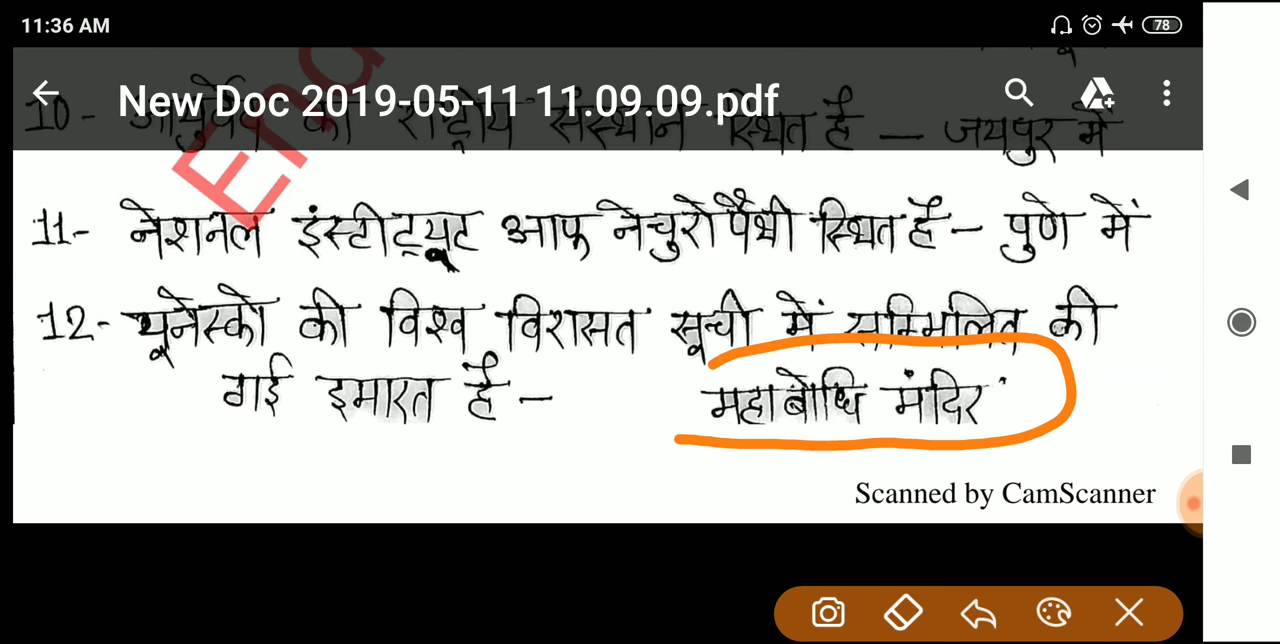 11:36 AM
78
New Doc 2019-05-11 11.09.09.pdf
10- आयुर्वेद का राष्ट्रीय संस्थान स्थित है - जयपुर में
11- नेशनल इंस्टीट्यूट आफ नेचुरोपैथी स्थित है - पुणे में
12- यूनेस्को की विश्व विरासत सूची में सम्मिलित की
गई इमारत है - महाबोधि मंदिर
Scanned by CamScanner